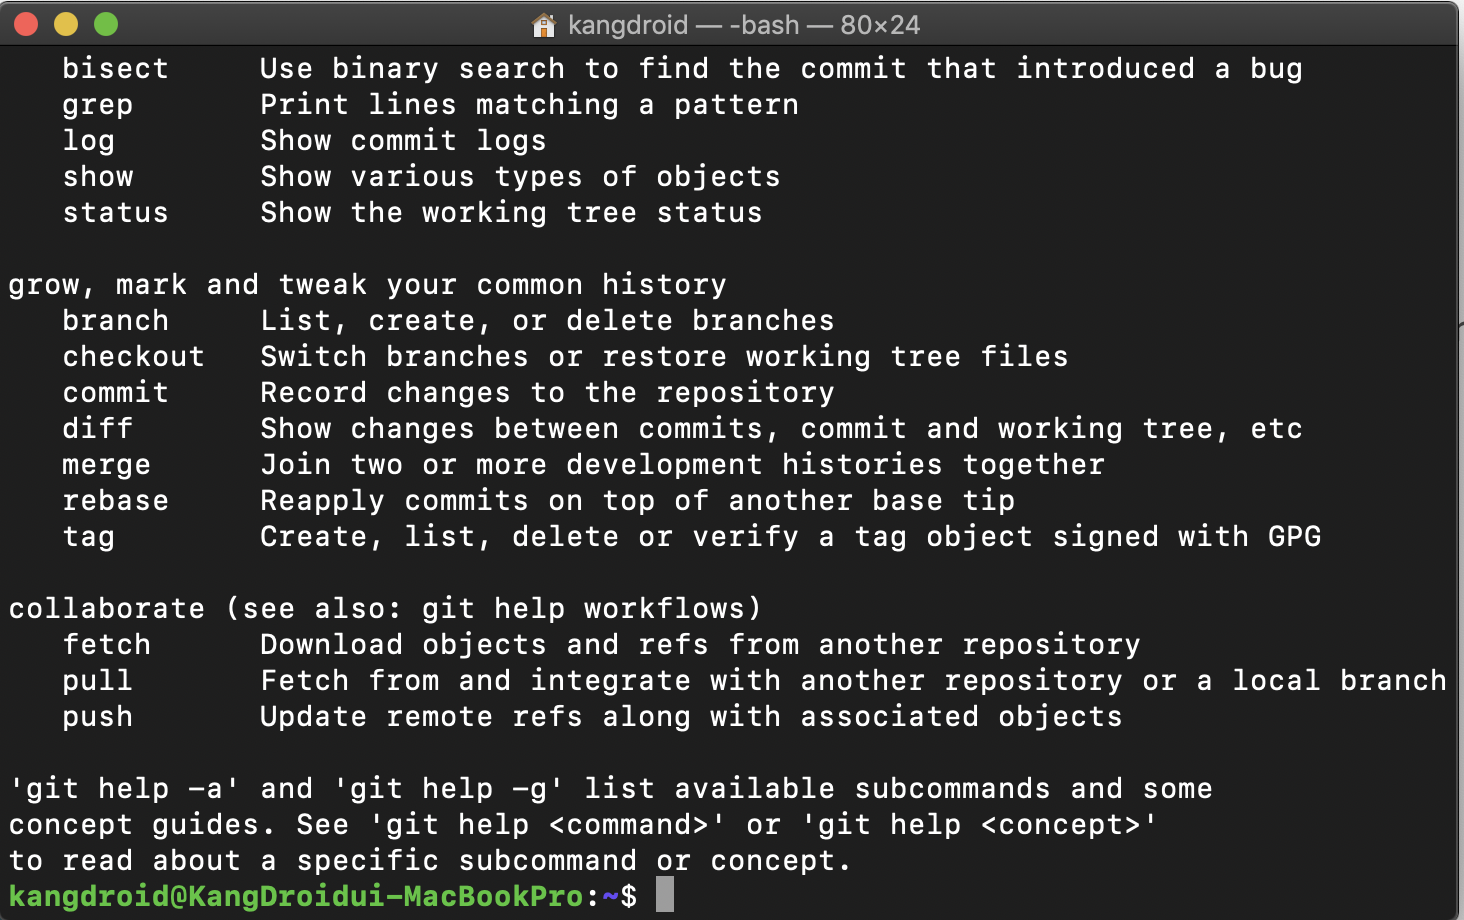 kangdroid — -bash — 80×24
bisect Use binary search to find the commit that introduced a bug
grep Print lines matching a pattern
log Show commit logs
show Show various types of objects
status Show the working tree status
grow, mark and tweak your common history
branch List, create, or delete branches
checkout Switch branches or restore working tree files
commit Record changes to the repository
diff Show changes between commits, commit and working tree, etc
merge Join two or more development histories together
rebase Reapply commits on top of another base tip
tag Create, list, delete or verify a tag object signed with GPG
collaborate (see also: git help workflows)
fetch Download objects and refs from another repository
pull Fetch from and integrate with another repository or a local branch
push Update remote refs along with associated objects
'git help -a' and 'git help -g' list available subcommands and some
concept guides. See 'git help <command>' or 'git help <concept>'
to read about a specific subcommand or concept.
kangdroid@KangDroidui-MacBookPro:~$